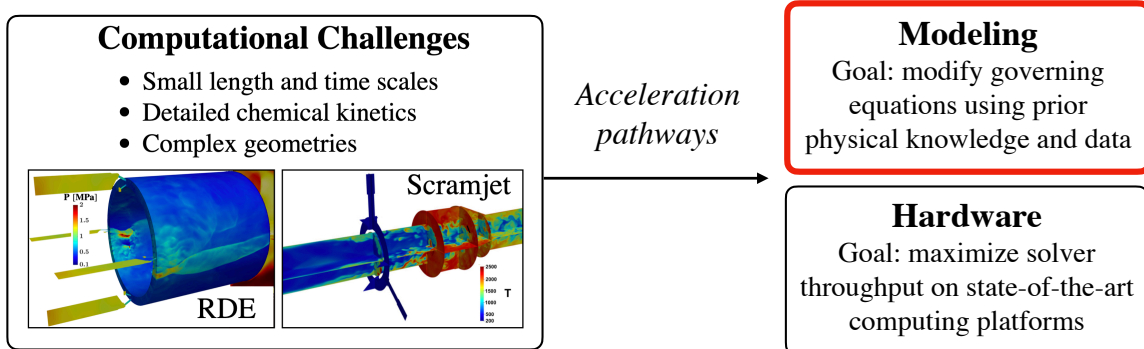 Computational Challenges
• Small length and time scales
• Detailed chemical kinetics
• Complex geometries
P [MPa]
2
1.5
1
0.5
0.1
RDE
Scramjet
2500
2000
1500
1000
500
200
T
Acceleration
pathways
Modeling
Goal: modify governing
equations using prior
physical knowledge and data
Hardware
Goal: maximize solver
throughput on state-of-the-art
computing platforms